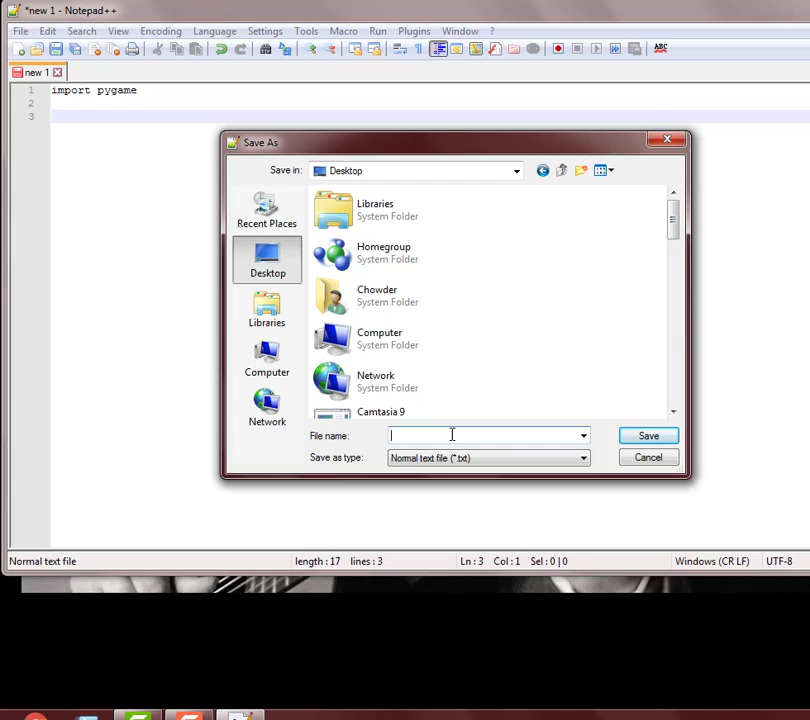 *new 1 - Notepad++
File Edit Search View Encoding Language Settings Tools Macro Run Plugins Window ?
ABC
new 1
1 import pygame
2
3
Save As
Save in: Desktop
Recent Places
Desktop
Libraries
Computer
Network
Libraries
System Folder
Homegroup
System Folder
Chowder
System Folder
Computer
System Folder
Network
System Folder
Camtasia 9
File name: Save
Save as type: Normal text file (*.txt) Cancel
Normal text file length : 17 lines : 3 Ln : 3 Col : 1 Sel : 0 | 0 Windows (CR LF) UTF-8